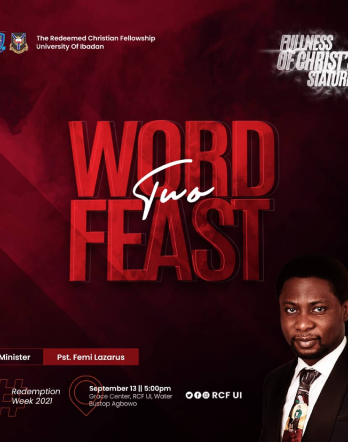 The Redeemed Christian Fellowship
University Of Ibadan
FULLNESS
OF CHRIST'S
STATURE
WORD
Two
FEAST
Minister
Pst. Femi Lazarus
#Redemption
Week 2021
September 13 || 5:00pm
Grace Center, RCF UI, Water
Bustop Agbowo
RCF UI